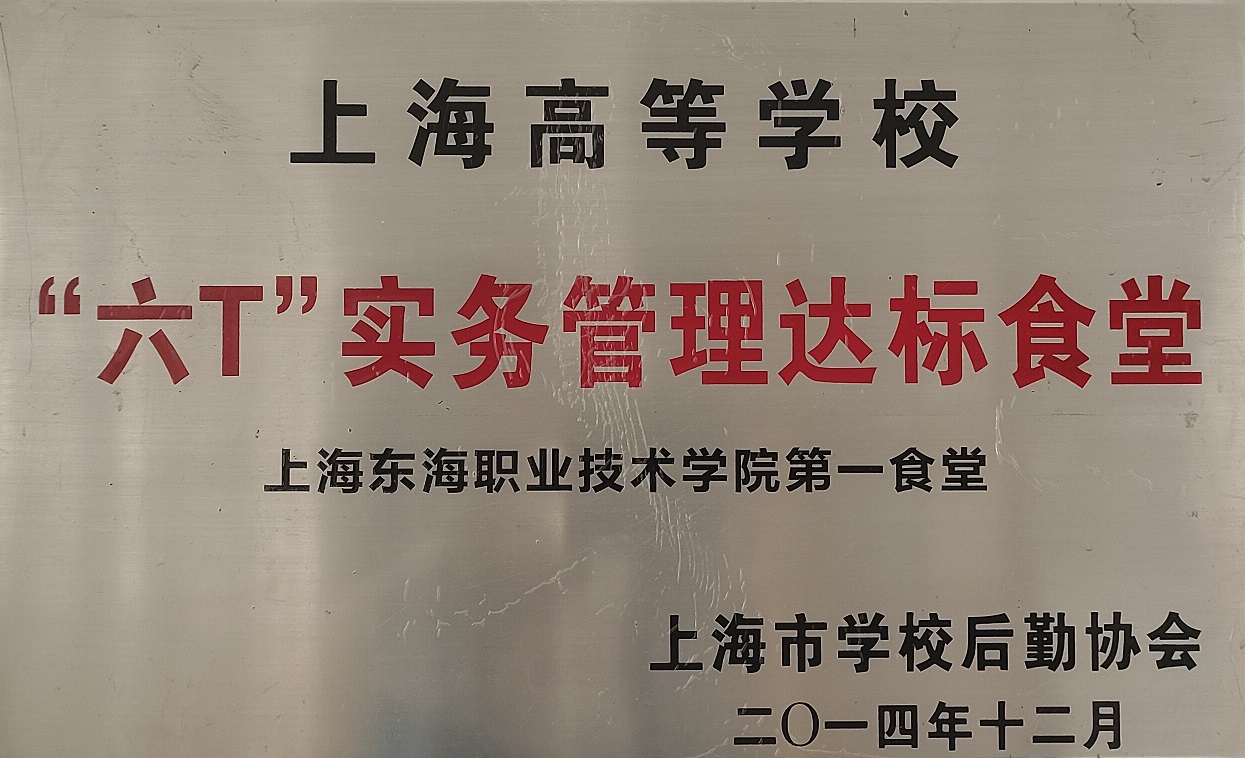 上海高等学校
“六T”实务管理达标食堂
上海东海职业技术学院第一食堂
上海市学校后勤协会
二〇一四年十二月